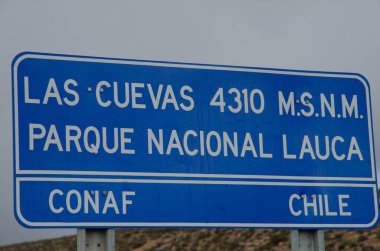 LAS CUEVAS 4310 M.S.N.M.
PARQUE NACIONAL LAUCA
CONAF CHILE